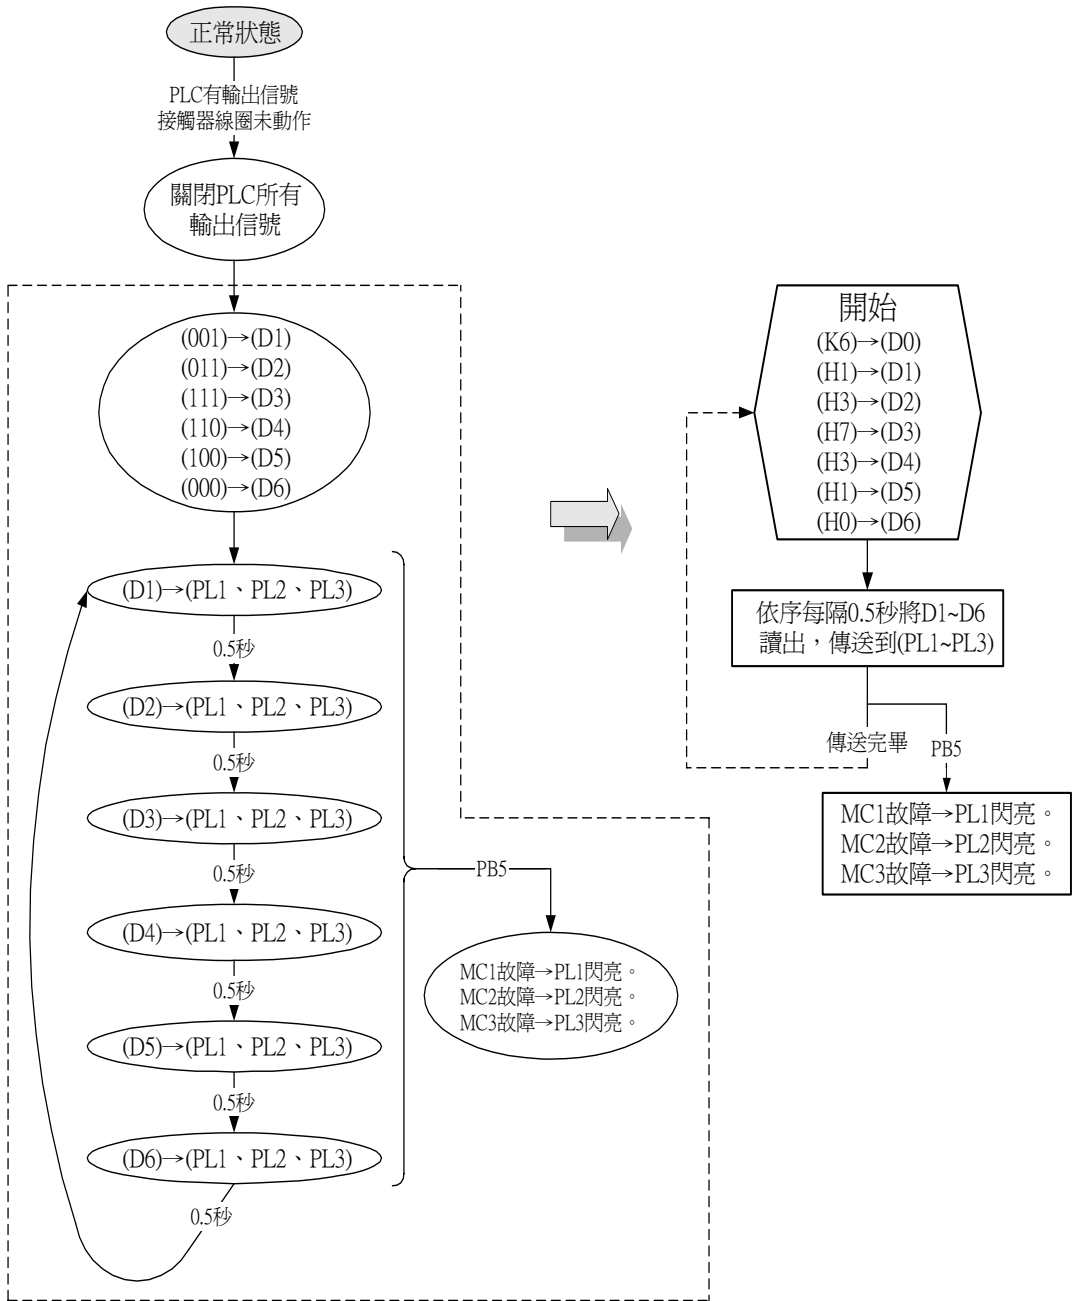 正常狀態
PLC有輸出信號
接觸器線圈未動作
關閉PLC所有
輸出信號
(001)→(D1)
(011)→(D2)
(111)→(D3)
(110)→(D4)
(100)→(D5)
(000)→(D6)
(D1)→(PL1、PL2、PL3)
0.5秒
(D2)→(PL1、PL2、PL3)
0.5秒
(D3)→(PL1、PL2、PL3)
0.5秒
(D4)→(PL1、PL2、PL3)
0.5秒
(D5)→(PL1、PL2、PL3)
0.5秒
(D6)→(PL1、PL2、PL3)
0.5秒
PB5
MC1故障→PL1閃亮。
MC2故障→PL2閃亮。
MC3故障→PL3閃亮。
開始
(K6)→(D0)
(H1)→(D1)
(H3)→(D2)
(H7)→(D3)
(H3)→(D4)
(H1)→(D5)
(H0)→(D6)
依序每隔0.5秒將D1~D6
讀出，傳送到(PL1~PL3)
傳送完畢
PB5
MC1故障→PL1閃亮。
MC2故障→PL2閃亮。
MC3故障→PL3閃亮。